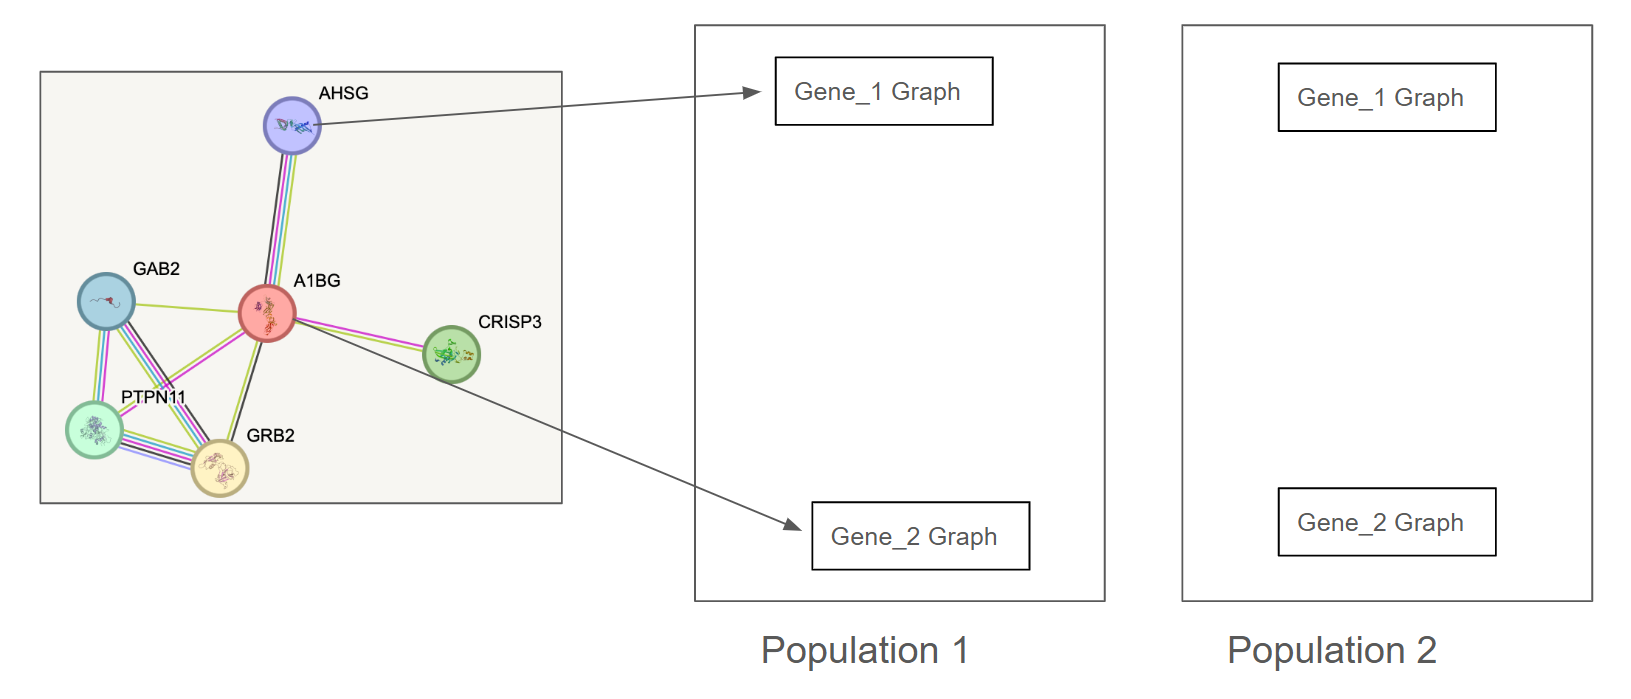 AHSG
GAB2
A1BG
CRISP3
PTPN11
GRB2
Gene_1 Graph
Gene_2 Graph
Population 1
Gene_1 Graph
Gene_2 Graph
Population 2